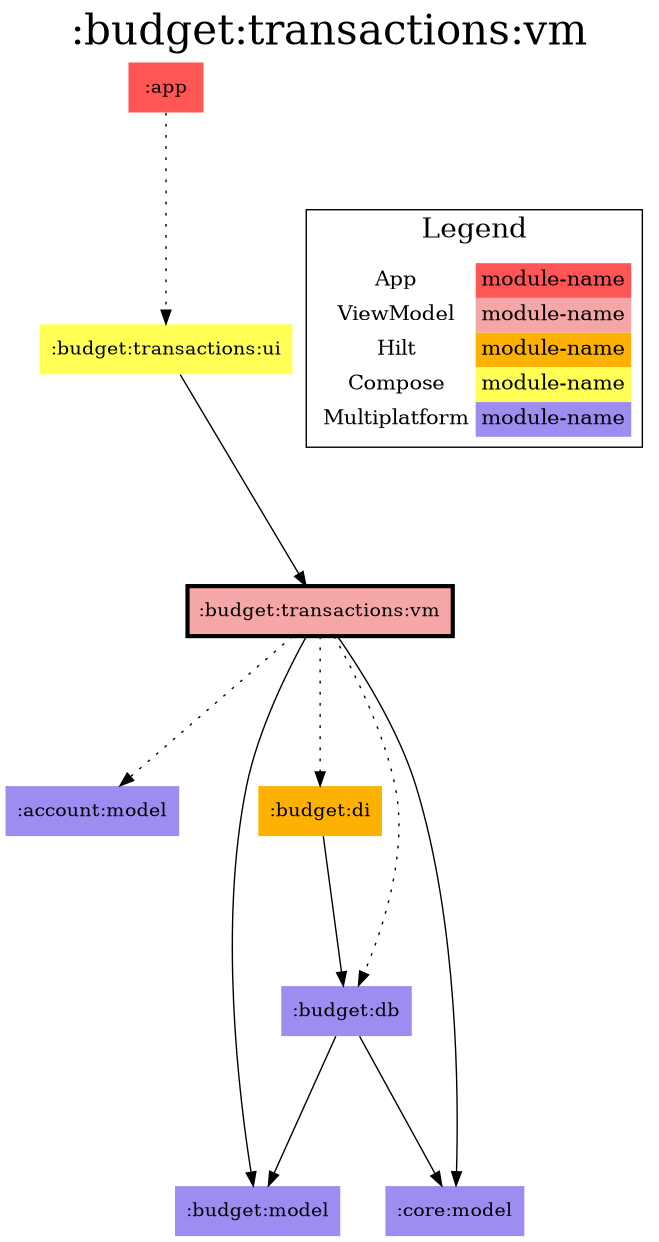 :budget:transactions:vm
:app
Legend
App module-name
ViewModel module-name
Hilt module-name
Compose module-name
Multiplatform module-name
:budget:transactions:ui
:budget:transactions:vm
:account:model
:budget:di
:budget:db
:budget:model
:core:model